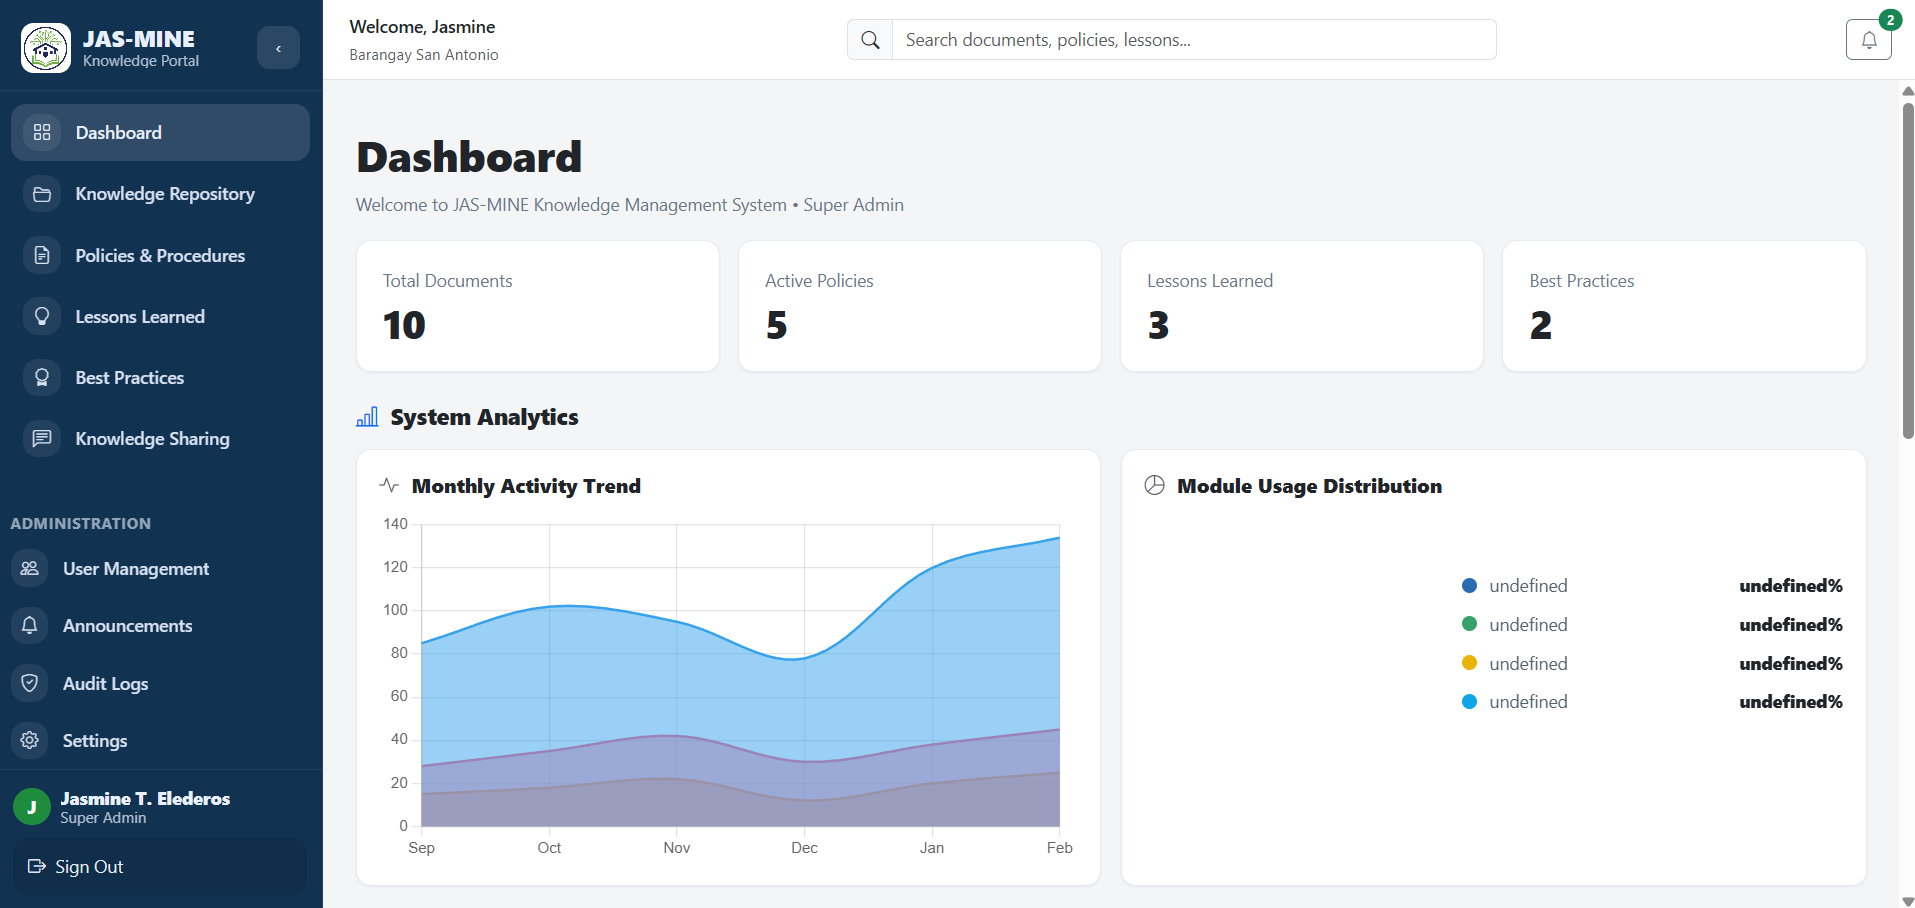 JAS-MINE
Knowledge Portal
Dashboard
Knowledge Repository
Policies & Procedures
Lessons Learned
Best Practices
Knowledge Sharing
ADMINISTRATION
User Management
Announcements
Audit Logs
Settings
J
Jasmine T. Elederos
Super Admin
Sign Out
Welcome, Jasmine
Barangay San Antonio
Search documents, policies, lessons...
2
Dashboard
Welcome to JAS-MINE Knowledge Management System • Super Admin
Total Documents
10
Active Policies
5
Lessons Learned
3
Best Practices
2
System Analytics
Monthly Activity Trend
140
120
100
80
60
40
20
0
Sep Oct Nov Dec Jan Feb
Module Usage Distribution
undefined undefined%
undefined undefined%
undefined undefined%
undefined undefined%